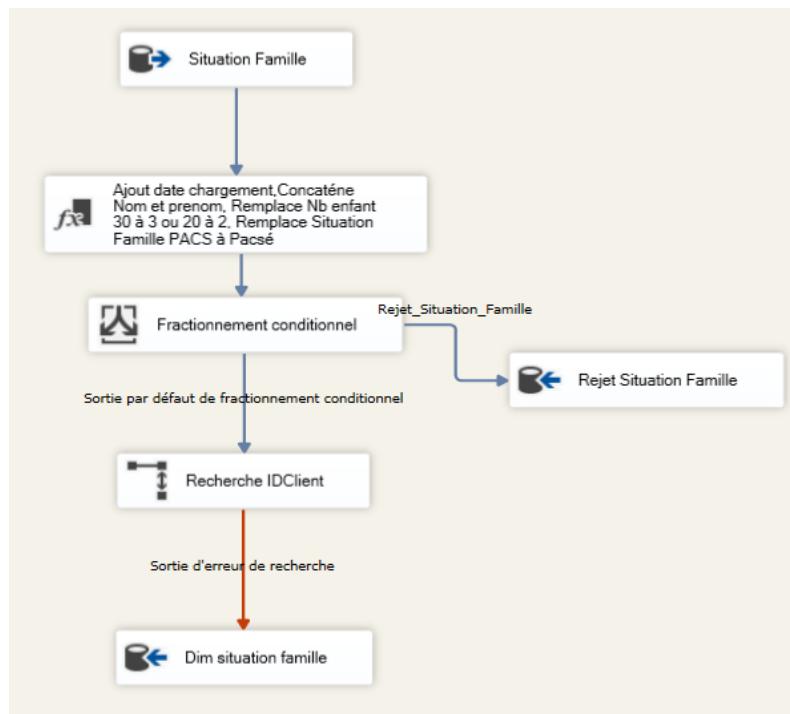 Situation Famille
Ajout date chargement,Concaténe
Nom et prenom, Remplace Nb enfant
30 à 3 ou 20 à 2, Remplace Situation
Famille PACS à Pacsé
Rejet_Situation_Famille
Fractionnement conditionnel
Rejet Situation Famille
Sortie par défaut de fractionnement conditionnel
Recherche IDClient
Sortie d'erreur de recherche
Dim situation famille